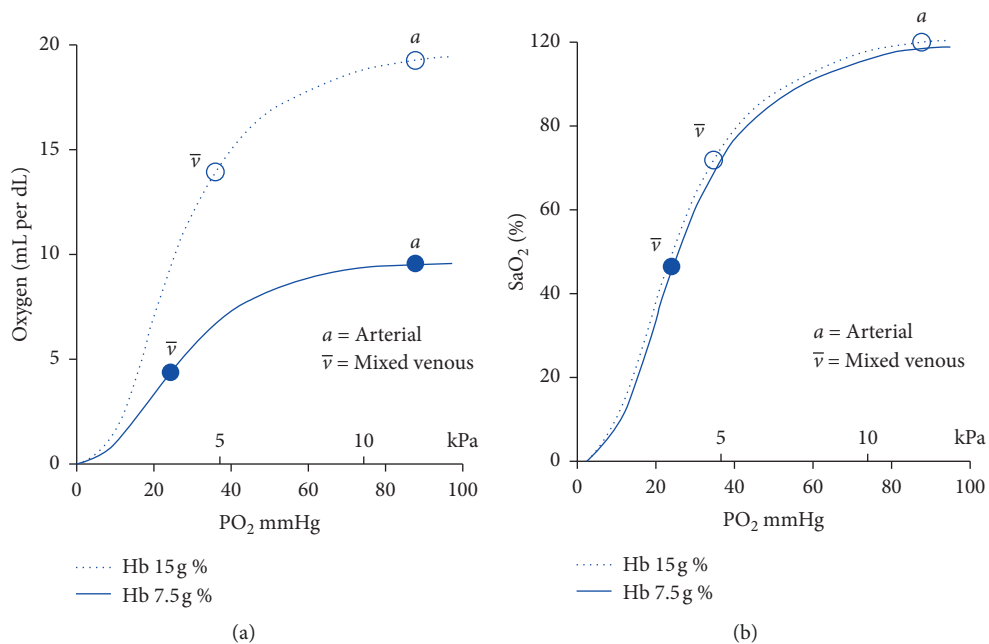 a
20
v̅
15
Oxygen (mL per dL)
a
10
a = Arterial
v̅ = Mixed venous
v̅
5
5 10 kPa
0
0 20 40 60 80 100
PO₂ mmHg
Hb 15 g %
Hb 7.5 g %
(a)
a
120
100
v̅
80
60
SaO₂ (%)
v̅
40
a = Arterial
v̅ = Mixed venous
20
5 10 kPa
0
0 20 40 60 80 100
PO₂ mmHg
Hb 15 g %
Hb 7.5 g %
(b)